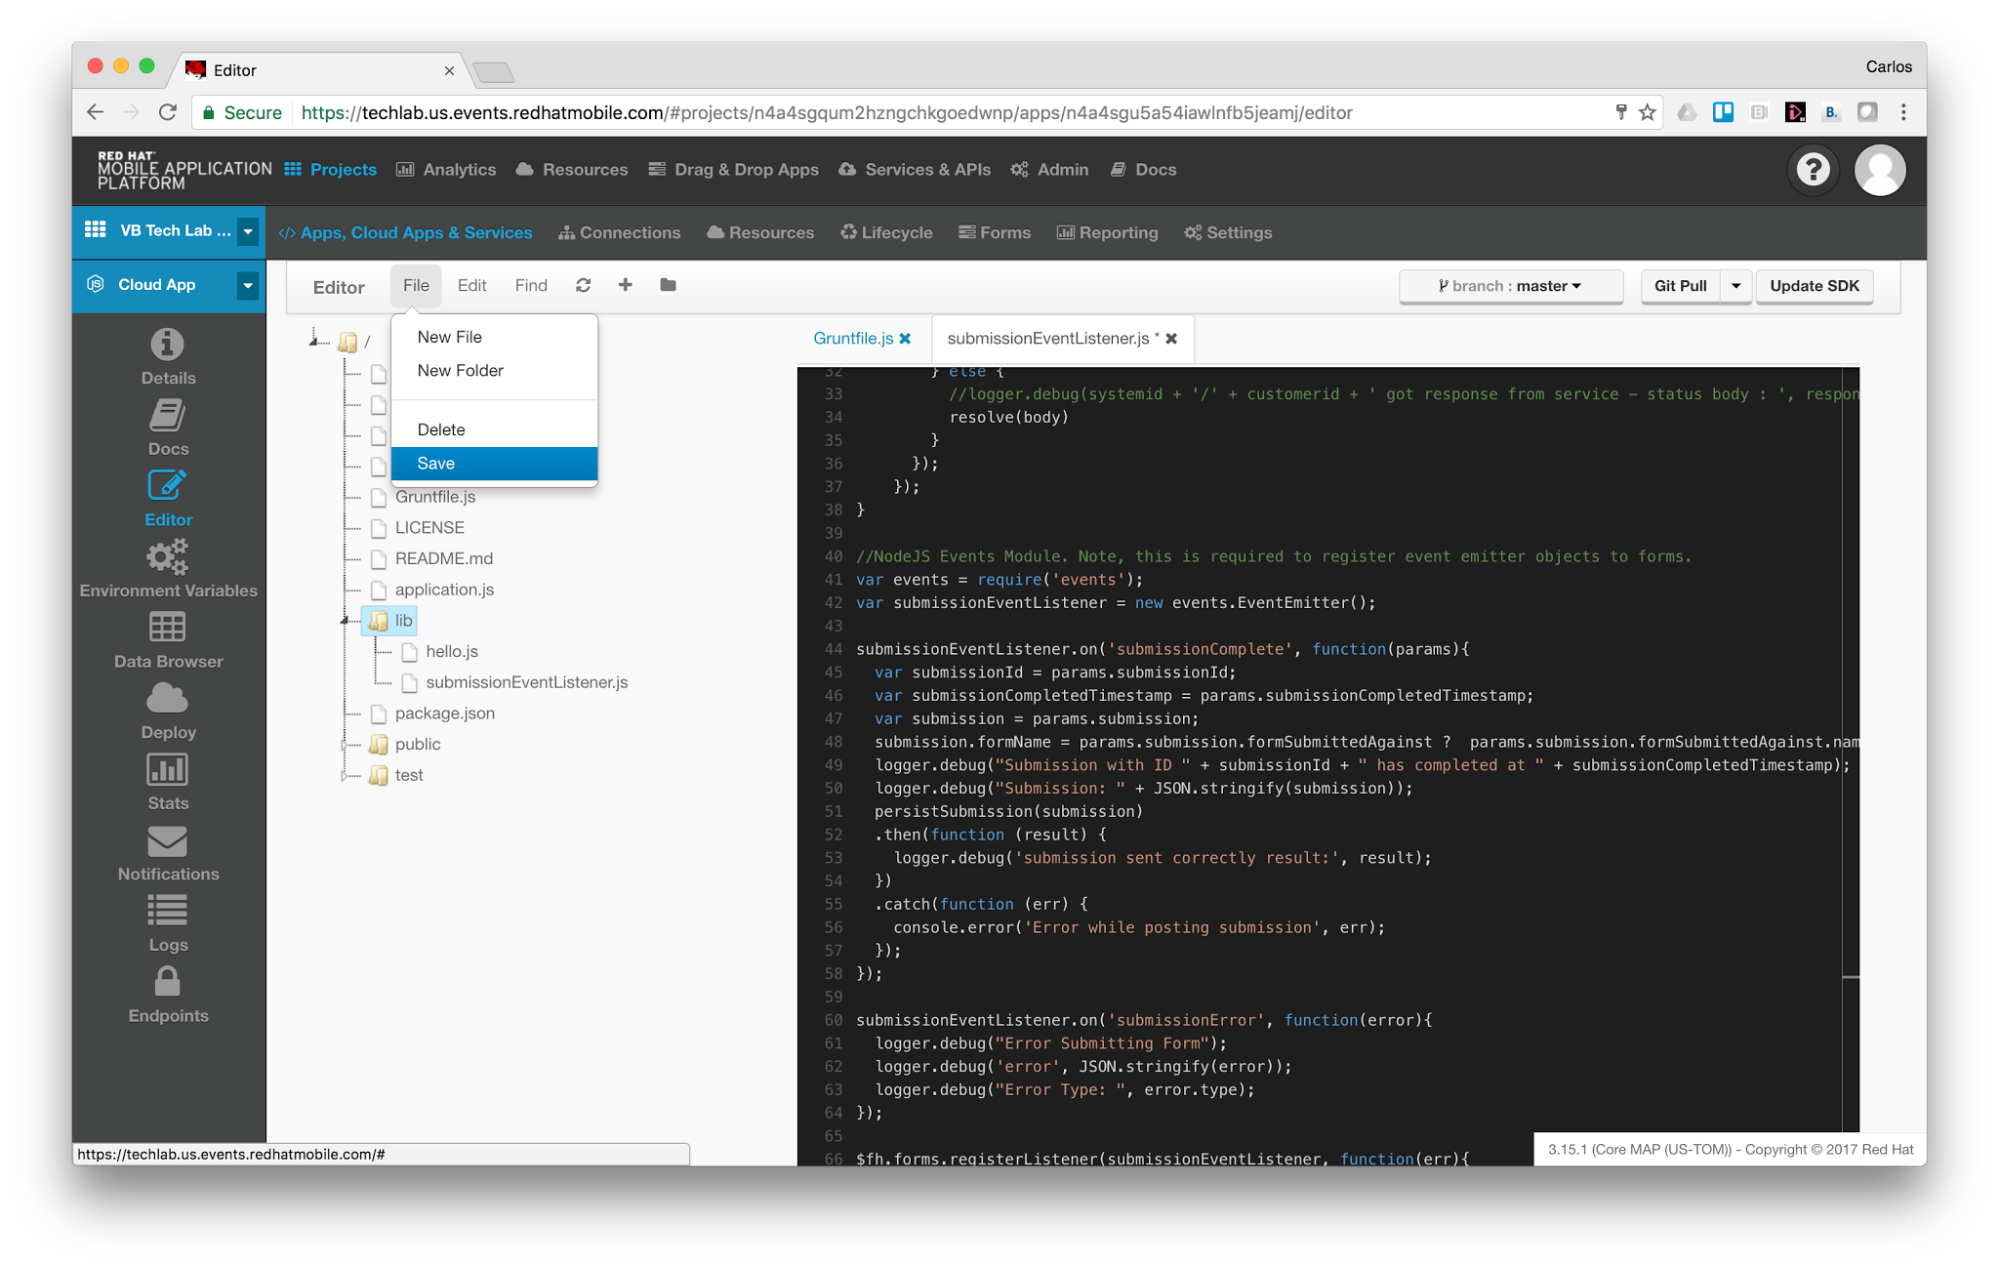 Editor
Carlos
Secure https://techlab.us.events.redhatmobile.com/#projects/n4a4sgqum2hzngchkgoedwnp/apps/n4a4sgu5a54iawlnfb5jeamj/editor
RED HAT
MOBILE APPLICATION
PLATFORM
Projects Analytics Resources Drag & Drop Apps Services & APIs Admin Docs
VB Tech Lab ...
</> Apps, Cloud Apps & Services Connections Resources Lifecycle Forms Reporting Settings
Cloud App
Editor File Edit Find
branch : master Git Pull Update SDK
New File
New Folder
Delete
Save
Details
Docs
Editor
Environment Variables
Data Browser
Deploy
Stats
Notifications
Logs
Endpoints
/
Gruntfile.js
LICENSE
README.md
application.js
lib
hello.js
submissionEventListener.js
package.json
public
test
Gruntfile.js submissionEventListener.js *
32 } else {
33 //logger.debug(systemid + '/' + customerid + ' got response from service - status body : ', respon
34 resolve(body)
35 }
36 });
37 });
38 }
39
40 //NodeJS Events Module. Note, this is required to register event emitter objects to forms.
41 var events = require('events');
42 var submissionEventListener = new events.EventEmitter();
43
44 submissionEventListener.on('submissionComplete', function(params){
45 var submissionId = params.submissionId;
46 var submissionCompletedTimestamp = params.submissionCompletedTimestamp;
47 var submission = params.submission;
48 submission.formName = params.submission.formSubmittedAgainst ? params.submission.formSubmittedAgainst.nam
49 logger.debug("Submission with ID " + submissionId + " has completed at " + submissionCompletedTimestamp);
50 logger.debug("Submission: " + JSON.stringify(submission));
51 persistSubmission(submission)
52 .then(function (result) {
53 logger.debug('submission sent correctly result:', result);
54 })
55 .catch(function (err) {
56 console.error('Error while posting submission', err);
57 });
58 });
59
60 submissionEventListener.on('submissionError', function(error){
61 logger.debug("Error Submitting Form");
62 logger.debug('error', JSON.stringify(error));
63 logger.debug("Error Type: ", error.type);
64 });
65
66 $fh.forms.registerListener(submissionEventListener, function(err){
https://techlab.us.events.redhatmobile.com/#
3.15.1 (Core MAP (US-TOM)) - Copyright © 2017 Red Hat